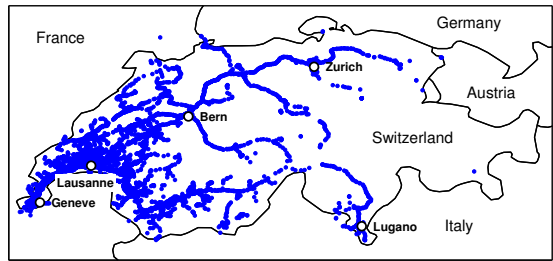 Germany
France
Zurich
Austria
Bern
Switzerland
Lausanne
Geneve
Lugano
Italy